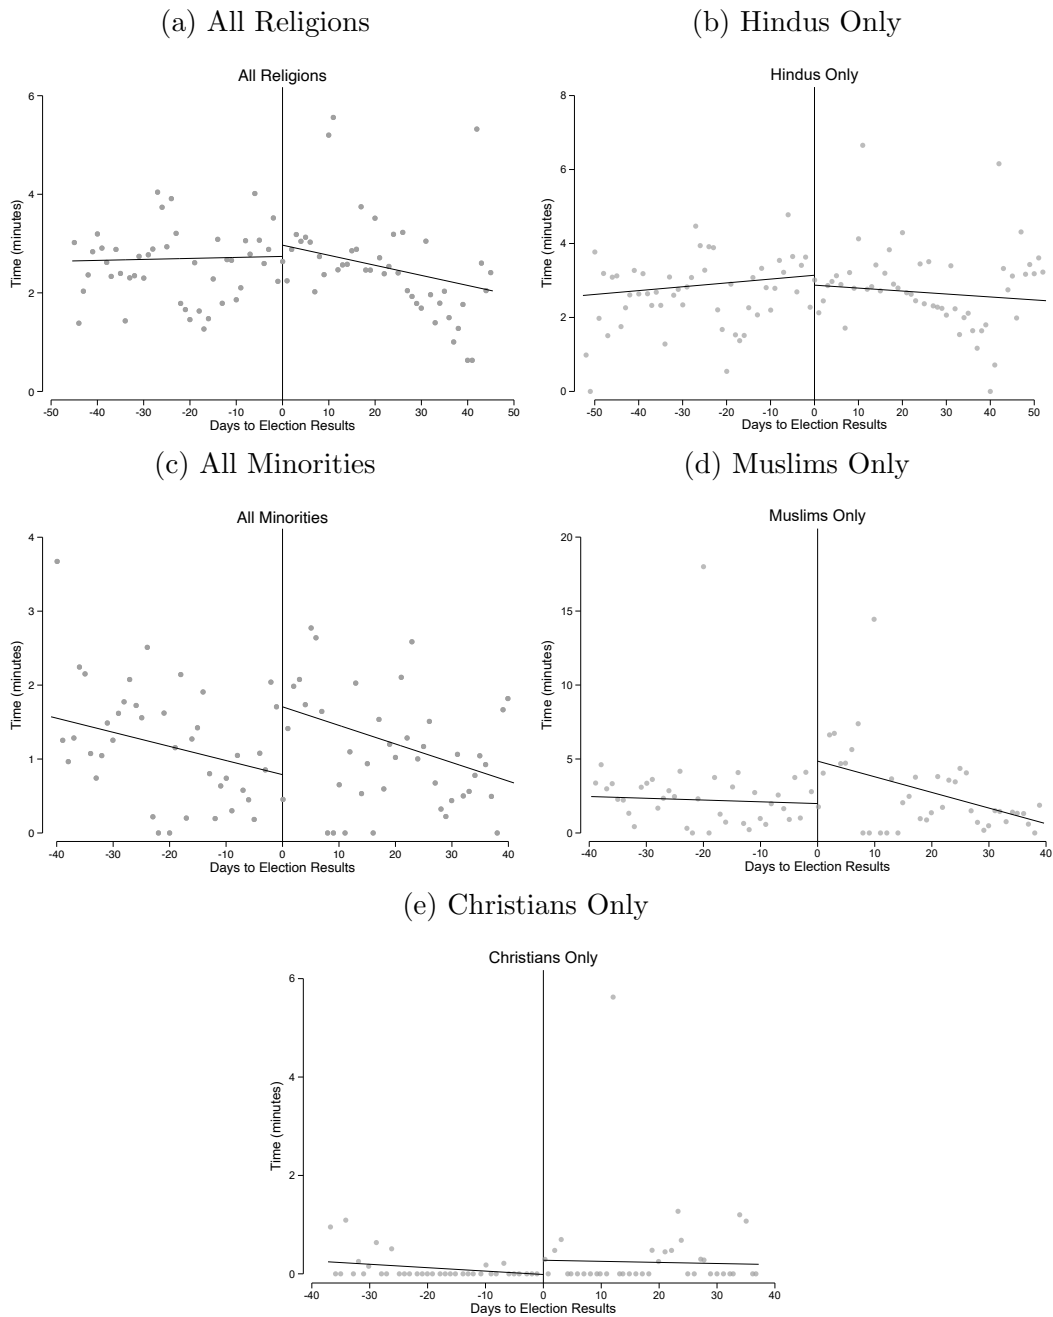 (a) All Religions
(b) Hindus Only
All Religions
Time (minutes)
6
4
2
0
-50 -40 -30 -20 -10 0 10 20 30 40 50
Days to Election Results
Hindus Only
Time (minutes)
8
6
4
2
0
-50 -40 -30 -20 -10 0 10 20 30 40 50
Days to Election Results
(c) All Minorities
(d) Muslims Only
All Minorities
Time (minutes)
4
3
2
1
0
-40 -30 -20 -10 0 10 20 30 40
Days to Election Results
Muslims Only
Time (minutes)
20
15
10
5
0
-40 -30 -20 -10 0 10 20 30 40
Days to Election Results
(e) Christians Only
Christians Only
Time (minutes)
6
4
2
0
-40 -30 -20 -10 0 10 20 30 40
Days to Election Results